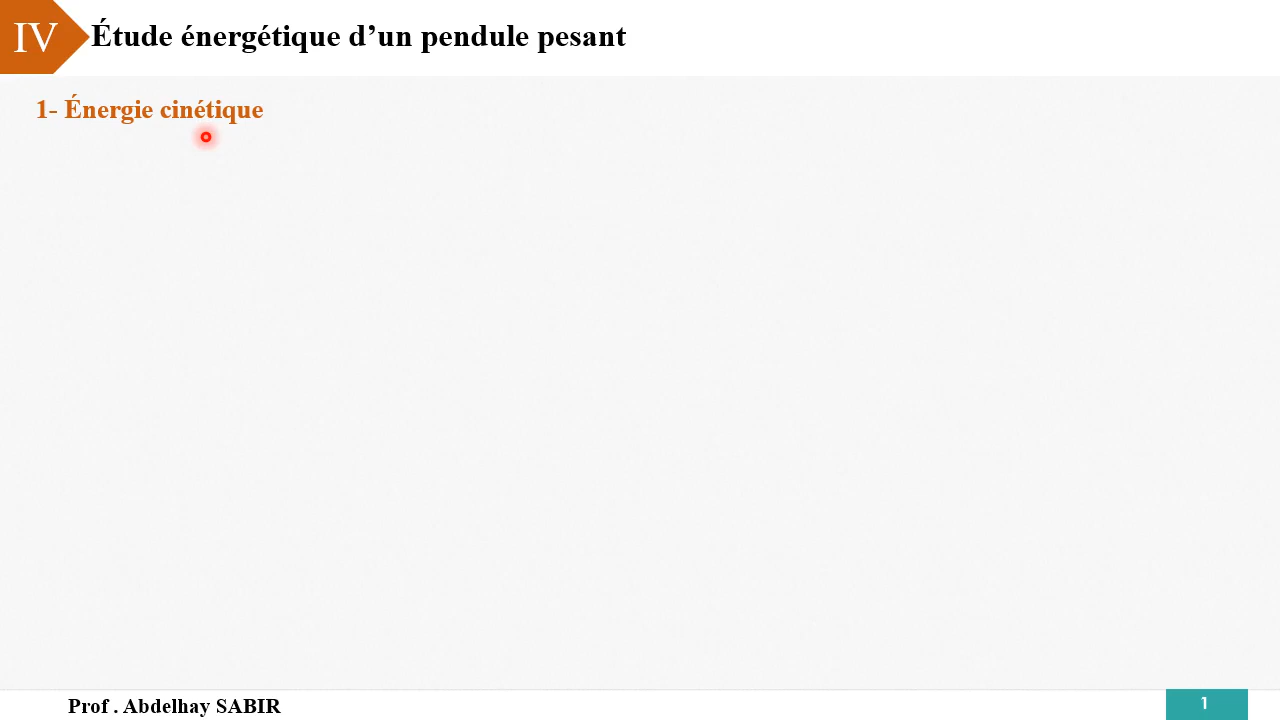 IV
Étude énergétique d’un pendule pesant
1- Énergie cinétique
Prof . Abdelhay SABIR
1